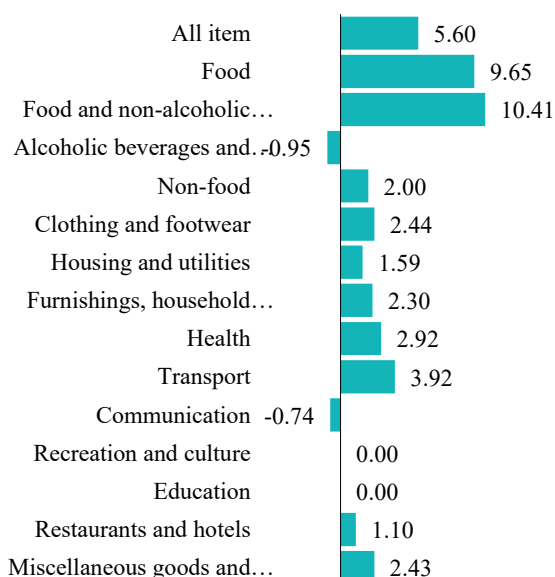 All item 5.60
Food 9.65
Food and non-alcoholic… 10.41
Alcoholic beverages and… -0.95
Non-food 2.00
Clothing and footwear 2.44
Housing and utilities 1.59
Furnishings, household… 2.30
Health 2.92
Transport 3.92
Communication -0.74
Recreation and culture 0.00
Education 0.00
Restaurants and hotels 1.10
Miscellaneous goods and… 2.43